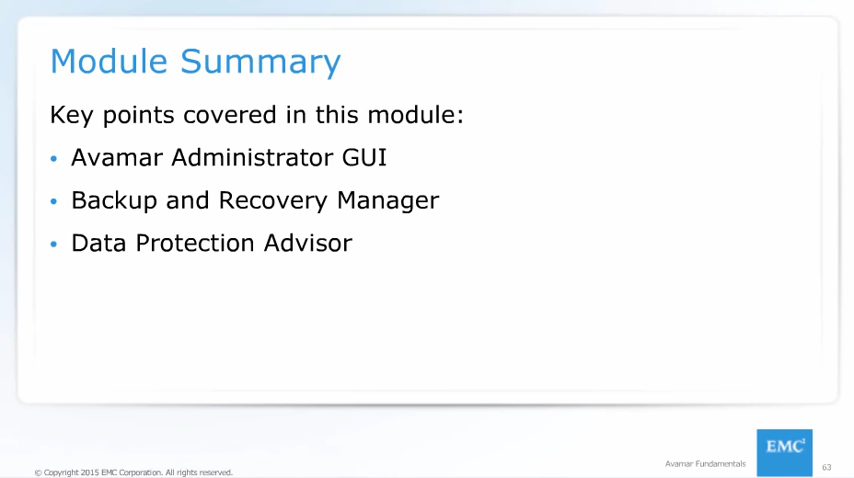 Module Summary
Key points covered in this module:
• Avamar Administrator GUI
• Backup and Recovery Manager
• Data Protection Advisor
EMC²
Avamar Fundamentals
63
© Copyright 2015 EMC Corporation. All rights reserved.